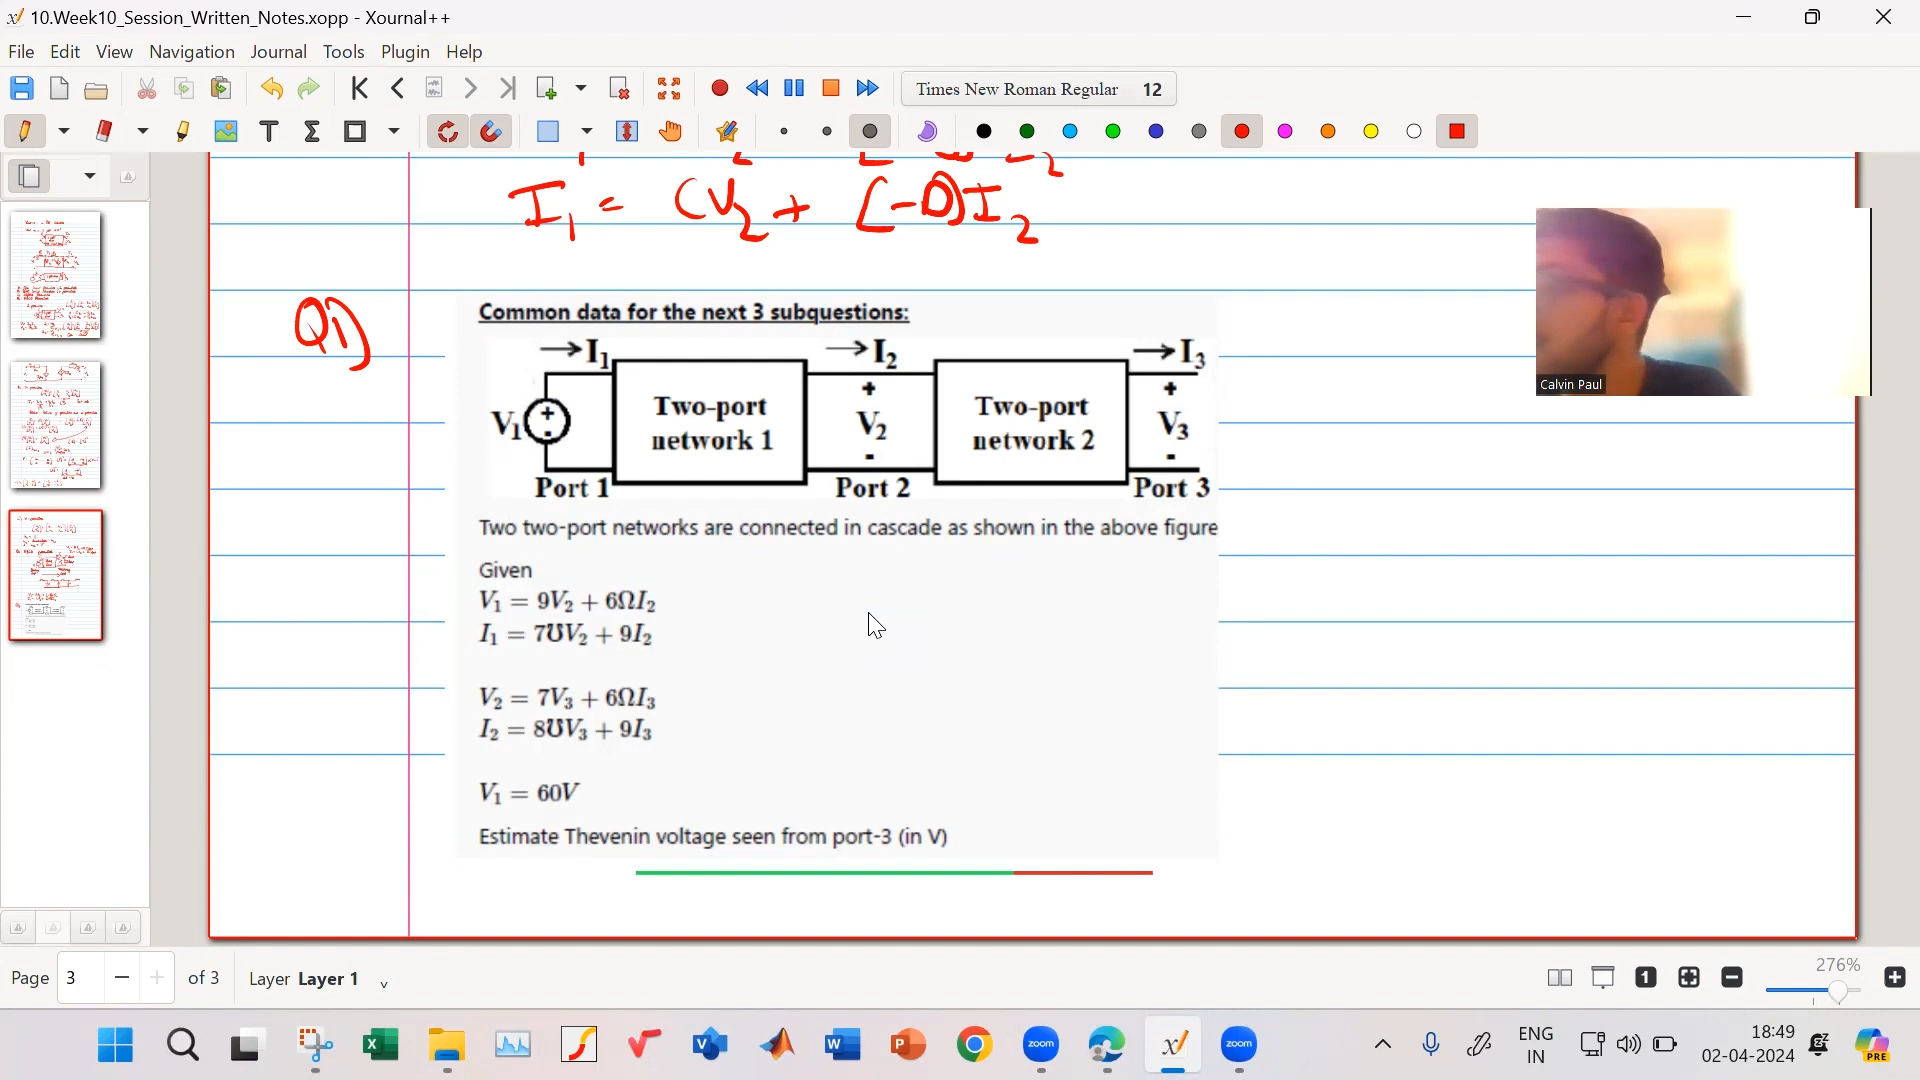 10.Week10_Session_Written_Notes.xopp - Xournal++
File Edit View Navigation Journal Tools Plugin Help
Times New Roman Regular 12
I₁ = CV₂ + [-D]I₂
Q1)
Common data for the next 3 subquestions:
→I₁ →I₂ →I₃
V₁ + - Two-port network 1 + V₂ - Two-port network 2 + V₃ -
Port 1 Port 2 Port 3
Two two-port networks are connected in cascade as shown in the above figure
Given
V₁ = 9V₂ + 6ΩI₂
I₁ = 7℧V₂ + 9I₂
V₂ = 7V₃ + 6ΩI₃
I₂ = 8℧V₃ + 9I₃
V₁ = 60V
Estimate Thevenin voltage seen from port-3 (in V)
Calvin Paul
Page 3 of 3 Layer Layer 1
276%
zoom zoom
ENG
IN
18:49
02-04-2024
PRE